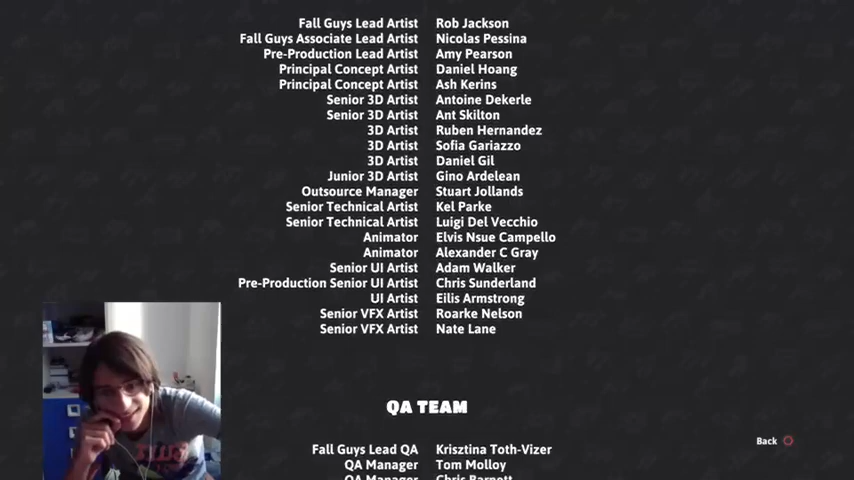 Fall Guys Lead Artist Rob Jackson
Fall Guys Associate Lead Artist Nicolas Pessina
Pre-Production Lead Artist Amy Pearson
Principal Concept Artist Daniel Hoang
Principal Concept Artist Ash Kerins
Senior 3D Artist Antoine Dekerle
Senior 3D Artist Ant Skilton
3D Artist Ruben Hernandez
3D Artist Sofia Gariazzo
3D Artist Daniel Gil
Junior 3D Artist Gino Ardelean
Outsource Manager Stuart Jollands
Senior Technical Artist Kel Parke
Senior Technical Artist Luigi Del Vecchio
Animator Elvis Nsue Campello
Animator Alexander C Gray
Senior UI Artist Adam Walker
Pre-Production Senior UI Artist Chris Sunderland
UI Artist Eilis Armstrong
Senior VFX Artist Roarke Nelson
Senior VFX Artist Nate Lane
QA TEAM
Back
Fall Guys Lead QA Krisztina Toth-Vizer
QA Manager Tom Molloy
QA Manager Chris Barnett